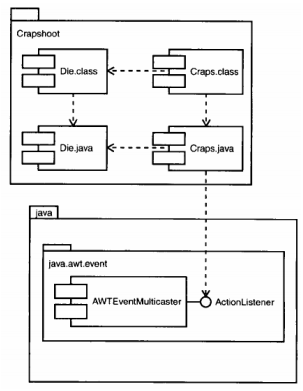 Crapshoot
Die.class
Craps.class
Die.java
Craps.java
java
java.awt.event
AWTEventMulticaster
ActionListener